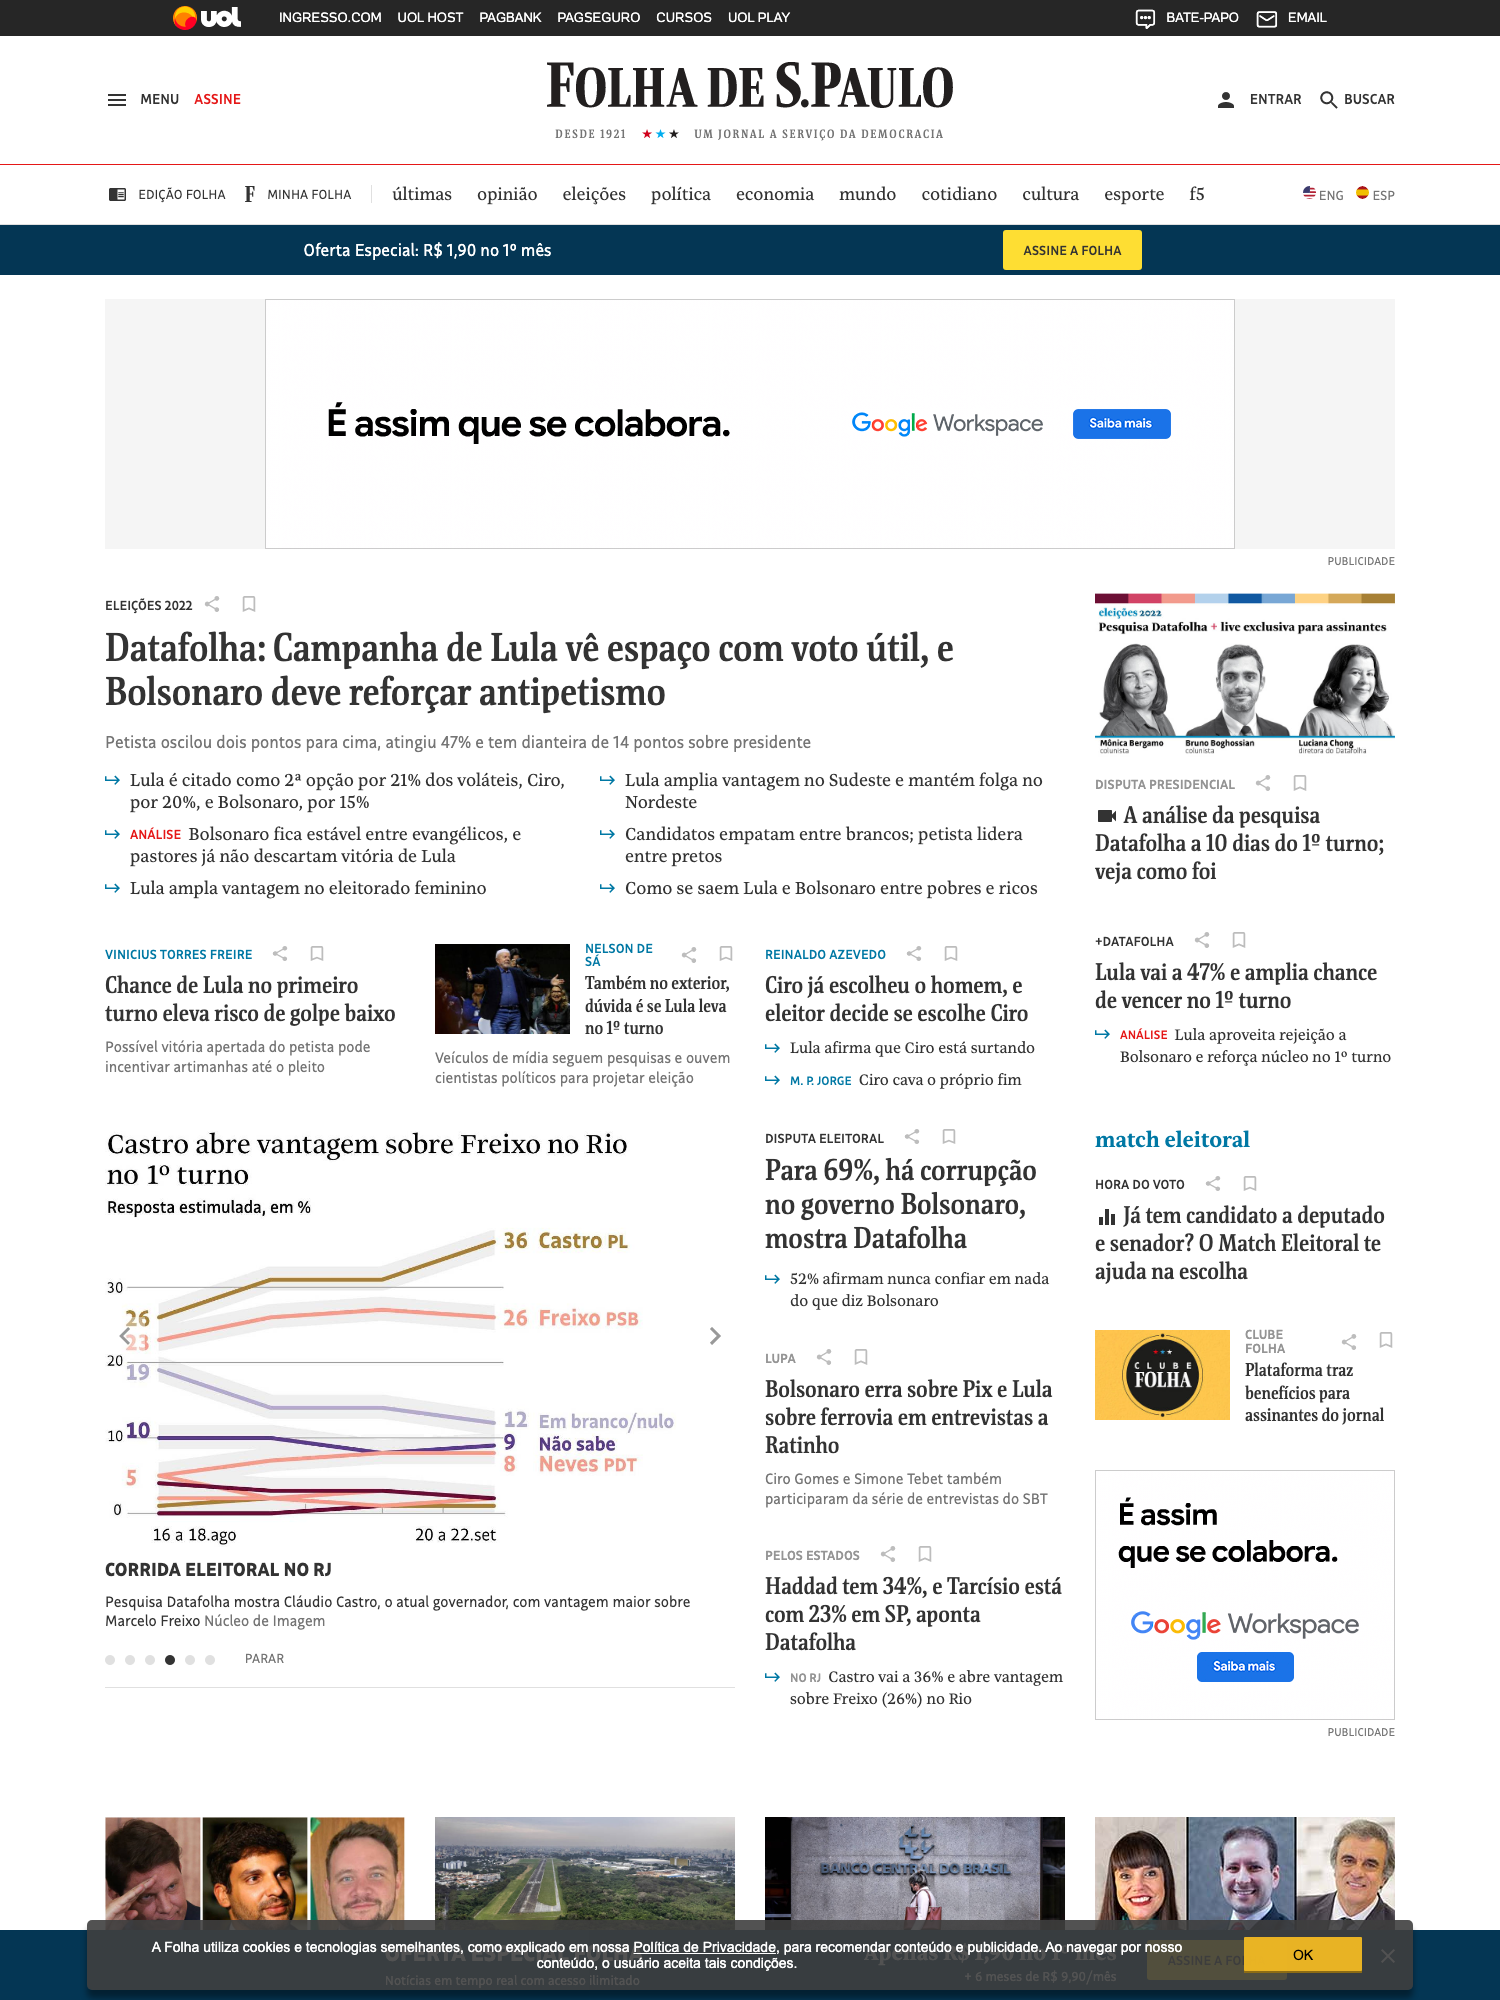 uol INGRESSO.COM UOL HOST PAGBANK PAGSEGURO CURSOS UOL PLAY BATE-PAPO EMAIL
MENU ASSINE
FOLHA DE S.PAULO
DESDE 1921 ★★★ UM JORNAL A SERVIÇO DA DEMOCRACIA
ENTRAR BUSCAR
EDIÇÃO FOLHA F MINHA FOLHA últimas opinião eleições política economia mundo cotidiano cultura esporte f5 ENG ESP
Oferta Especial: R$ 1,90 no 1º mês
ASSINE A FOLHA
É assim que se colabora.
Google Workspace
Saiba mais
PUBLICIDADE
ELEIÇÕES 2022
Datafolha: Campanha de Lula vê espaço com voto útil, e
Bolsonaro deve reforçar antipetismo
Petista oscilou dois pontos para cima, atingiu 47% e tem dianteira de 14 pontos sobre presidente
Lula é citado como 2ª opção por 21% dos voláteis, Ciro,
por 20%, e Bolsonaro, por 15%
ANÁLISE Bolsonaro fica estável entre evangélicos, e
pastores já não descartam vitória de Lula
Lula ampla vantagem no eleitorado feminino
Lula amplia vantagem no Sudeste e mantém folga no
Nordeste
Candidatos empatam entre brancos; petista lidera
entre pretos
Como se saem Lula e Bolsonaro entre pobres e ricos
eleições 2022
Pesquisa Datafolha + live exclusiva para assinantes
Mônica Bergamo
colunista
Bruno Boghossian
colunista
Luciana Chong
diretora do Datafolha
DISPUTA PRESIDENCIAL
A análise da pesquisa
Datafolha a 10 dias do 1º turno;
veja como foi
VINICIUS TORRES FREIRE
Chance de Lula no primeiro
turno eleva risco de golpe baixo
Possível vitória apertada do petista pode
incentivar artimanhas até o pleito
NELSON DE
SÁ
Também no exterior,
dúvida é se Lula leva
no 1º turno
Veículos de mídia seguem pesquisas e ouvem
cientistas políticos para projetar eleição
REINALDO AZEVEDO
Ciro já escolheu o homem, e
eleitor decide se escolhe Ciro
Lula afirma que Ciro está surtando
M. P. JORGE Ciro cava o próprio fim
+DATAFOLHA
Lula vai a 47% e amplia chance
de vencer no 1º turno
ANÁLISE Lula aproveita rejeição a
Bolsonaro e reforça núcleo no 1º turno
Castro abre vantagem sobre Freixo no Rio
no 1º turno
Resposta estimulada, em %
36 Castro PL
30
26
26 Freixo PSB
23
20
19
12 Em branco/nulo
10
10
9 Não sabe
8 Neves PDT
5
0
16 a 18.ago 20 a 22.set
CORRIDA ELEITORAL NO RJ
Pesquisa Datafolha mostra Cláudio Castro, o atual governador, com vantagem maior sobre
Marcelo Freixo Núcleo de Imagem
PARAR
DISPUTA ELEITORAL
Para 69%, há corrupção
no governo Bolsonaro,
mostra Datafolha
52% afirmam nunca confiar em nada
do que diz Bolsonaro
LUPA
Bolsonaro erra sobre Pix e Lula
sobre ferrovia em entrevistas a
Ratinho
Ciro Gomes e Simone Tebet também
participaram da série de entrevistas do SBT
PELOS ESTADOS
Haddad tem 34%, e Tarcísio está
com 23% em SP, aponta
Datafolha
NO RJ Castro vai a 36% e abre vantagem
sobre Freixo (26%) no Rio
match eleitoral
HORA DO VOTO
Já tem candidato a deputado
e senador? O Match Eleitoral te
ajuda na escolha
CLUBE
FOLHA
CLUBE
FOLHA
Plataforma traz
benefícios para
assinantes do jornal
É assim
que se colabora.
Google Workspace
Saiba mais
PUBLICIDADE
BANCO CENTRAL DO BRASIL
A Folha utiliza cookies e tecnologias semelhantes, como explicado em nossa Política de Privacidade, para recomendar conteúdo e publicidade. Ao navegar por nosso
conteúdo, o usuário aceita tais condições.
OK
Notícias em tempo real com acesso ilimitado
Apenas R$ 1,90 no 1º mês
+ 6 meses de R$ 9,90/mês
ASSINE A FO